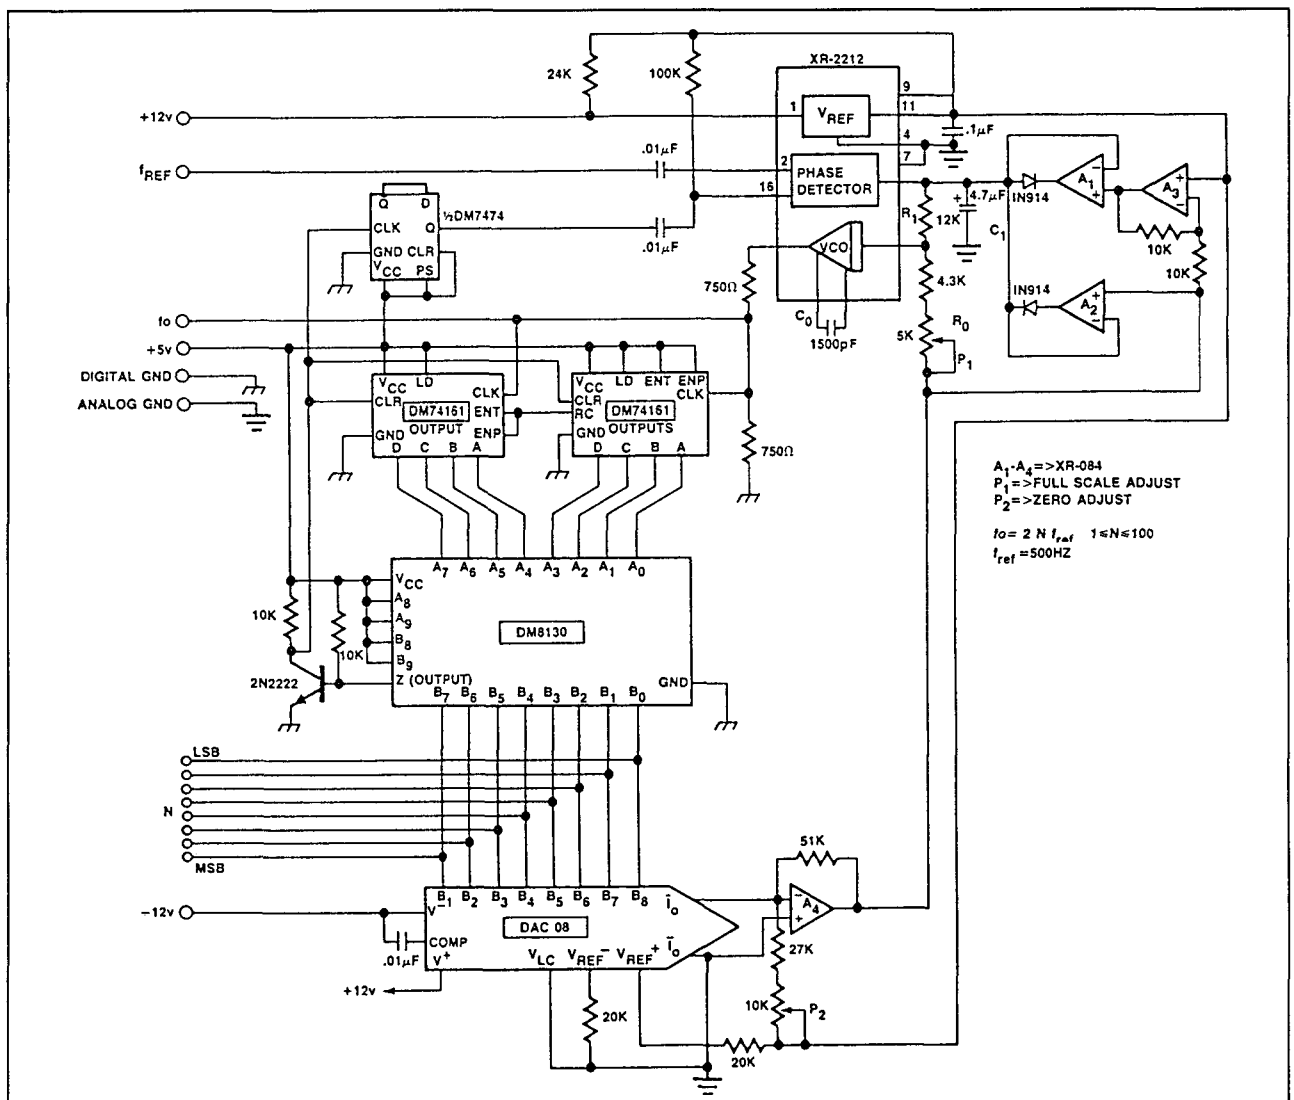 XR-2212
24K
100K
9
11
+12v
1
V REF
4
.1µF
7
fREF
.01µF
2
PHASE
DETECTOR
16
+
4.7µF
IN914
A1
-
+
A3
+
-
Q D
½DM7474
CLK
Q
GND CLR
VCC PS
.01µF
R1
12K
C1
10K
10K
VCO
750Ω
4.3K
IN914
A2
+
-
C0
1500pF
R0
5K
P1
fo
+5v
DIGITAL GND
ANALOG GND
VCC LD
CLK
CLR
DM74161
ENT
OUTPUT
GND
ENP
D C B A
VCC LD ENT ENP
CLR
CLK
RC
DM74161
OUTPUTS
GND
D C B A
750Ω
A1-A4=>XR-084
P1=>FULL SCALE ADJUST
P2=>ZERO ADJUST
fo= 2 N fref 1≤N≤100
fref=500HZ
A7 A6 A5 A4 A3 A2 A1 A0
VCC
A8
A9
B8
B9
10K
10K
DM8130
2N2222
Z (OUTPUT)
GND
B7 B6 B5 B4 B3 B2 B1 B0
LSB
N
MSB
51K
B1 B2 B3 B4 B5 B6 B7 B8
īo
-
A4
+
-12v
V-
DAC 08
COMP
.01µF
V+
VLC VREF- VREF+
īo
27K
+12v
20K
10K
P2
20K